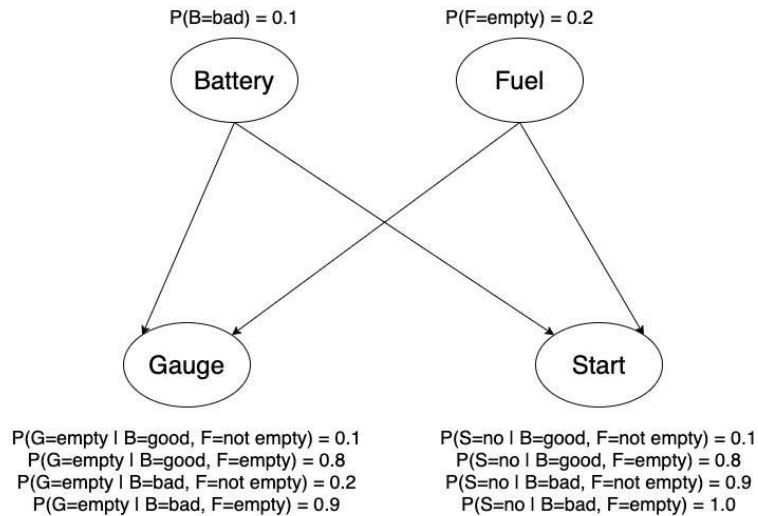 P(B=bad) = 0.1
P(F=empty) = 0.2
Battery
Fuel
Gauge
Start
P(G=empty | B=good, F=not empty) = 0.1
P(G=empty | B=good, F=empty) = 0.8
P(G=empty | B=bad, F=not empty) = 0.2
P(G=empty | B=bad, F=empty) = 0.9
P(S=no | B=good, F=not empty) = 0.1
P(S=no | B=good, F=empty) = 0.8
P(S=no | B=bad, F=not empty) = 0.9
P(S=no | B=bad, F=empty) = 1.0